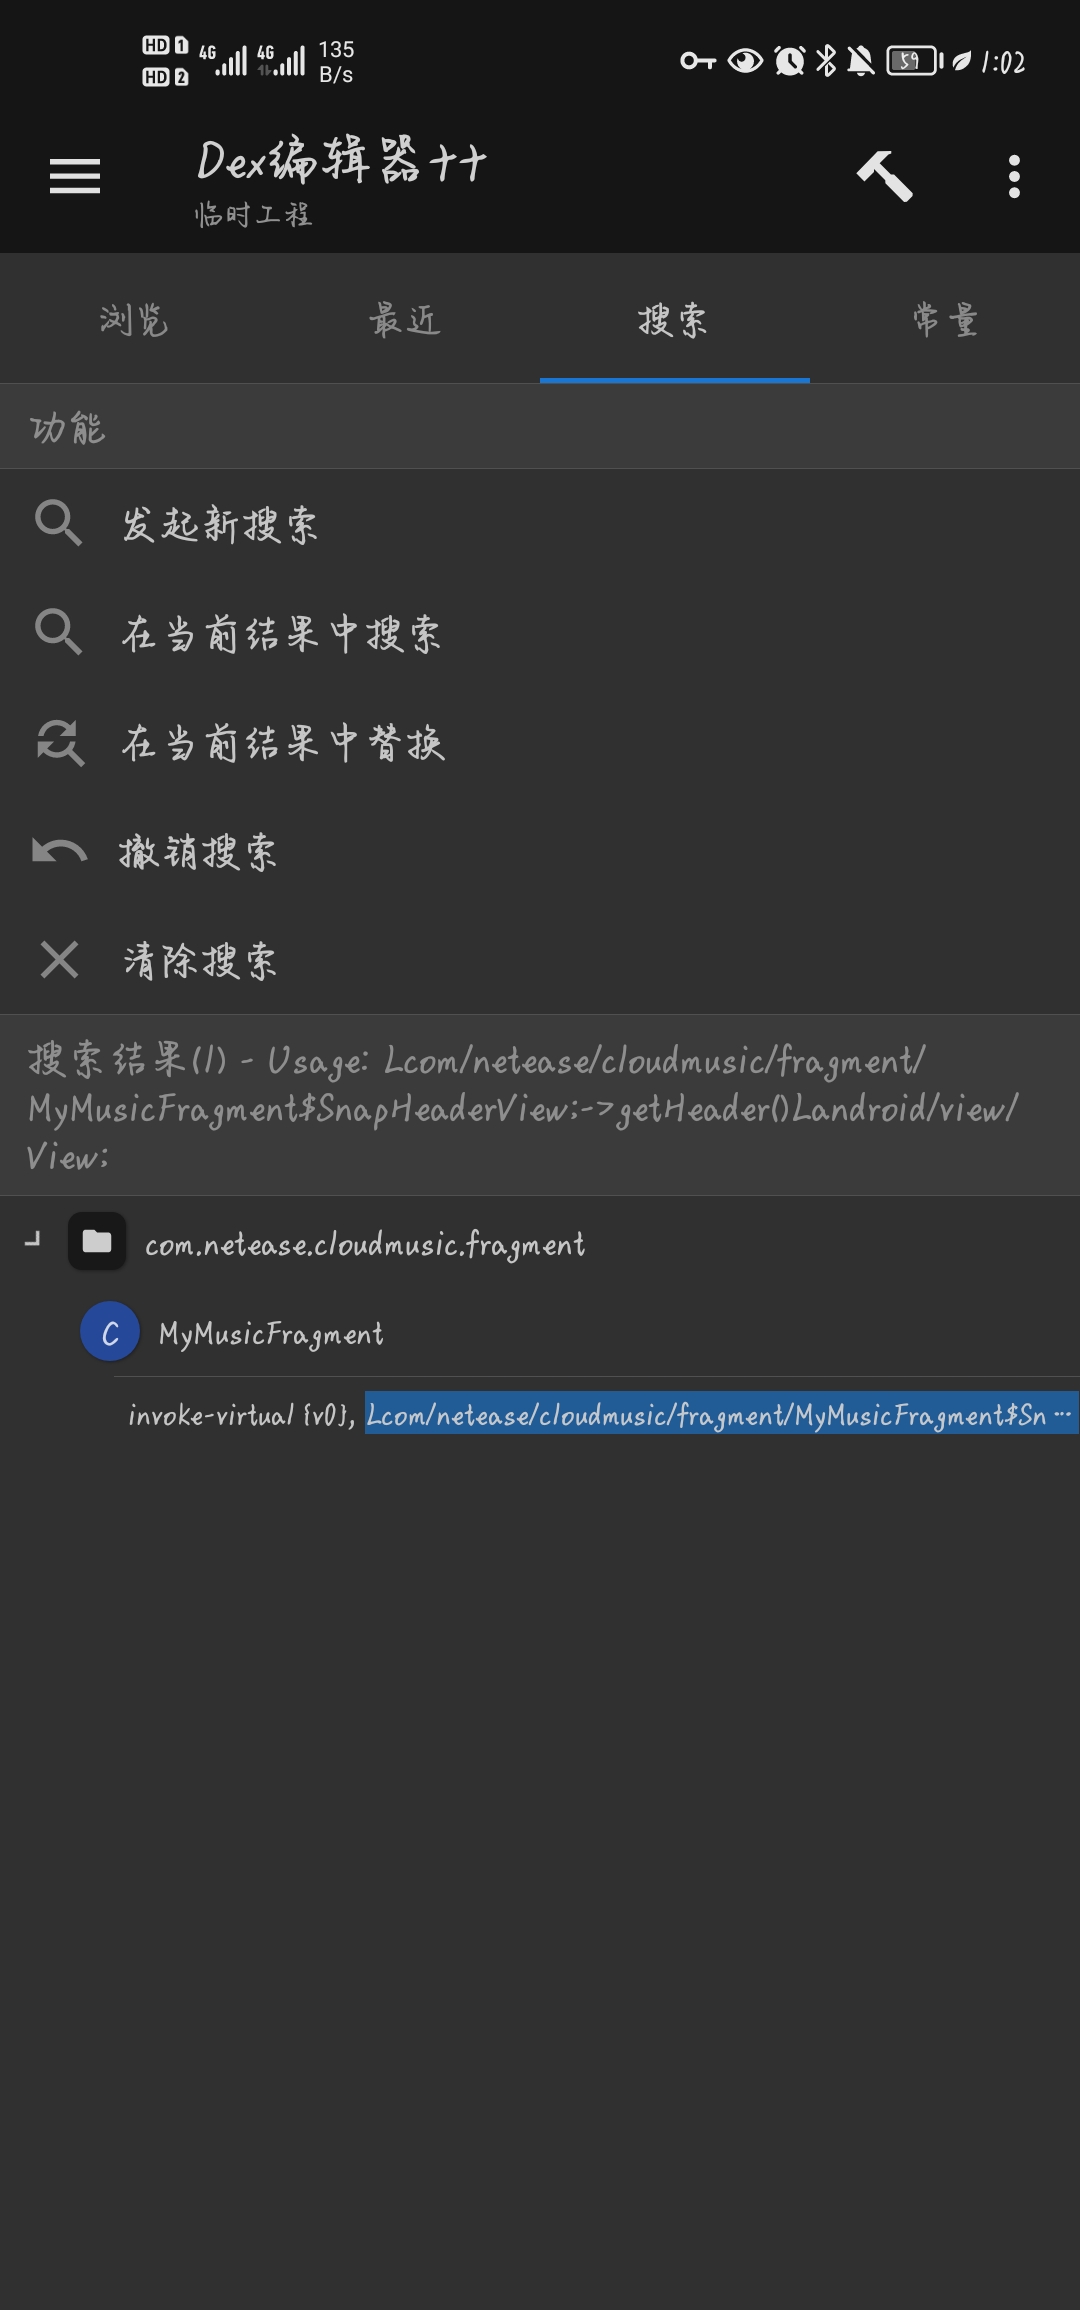 HD 1 4G 4G 135
HD 2 B/s
59 1:02
Dex编辑器++
临时工程
浏览 最近 搜索 常量
功能
发起新搜索
在当前结果中搜索
在当前结果中替换
撤销搜索
清除搜索
搜索结果(1) - Usage: Lcom/netease/cloudmusic/fragment/
MyMusicFragment$SnapHeaderView;->getHeader()Landroid/view/
View;
com.netease.cloudmusic.fragment
C MyMusicFragment
invoke-virtual {v0}, Lcom/netease/cloudmusic/fragment/MyMusicFragment$Sn ...